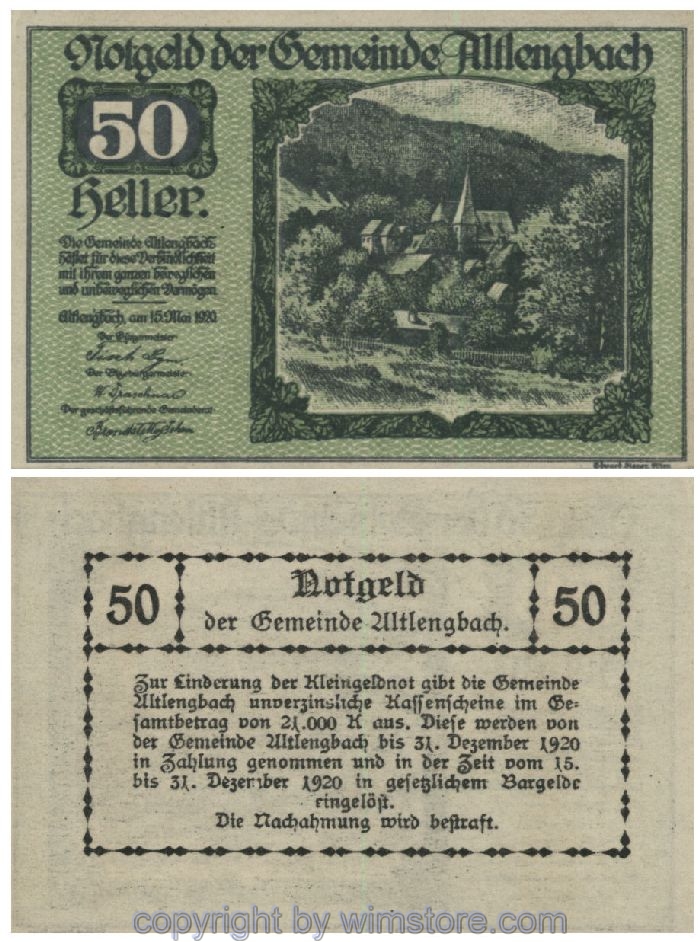 Notgeld der Gemeinde Altlengbach
50
Heller.
Die Gemeinde Altlengbach
haftet für diese Verbindlichkeit
mit ihrem ganzen beweglichen
und unbeweglichen Vermögen
Altlengbach, am 15. Mai 1920.
Der Bürgermeister
Der Vizebürgermeister
Der geschäftsführende Gemeinderat
50
Notgeld
der Gemeinde Altlengbach.
50
Zur Linderung der Kleingeldnot gibt die Gemeinde
Altlengbach unverzinsliche Kassenscheine im Ge-
samtbetrag von 21.000 K aus. Diese werden von
der Gemeinde Altlengbach bis 31. Dezember 1920
in Zahlung genommen und in der Zeit vom 15.
bis 31. Dezember 1920 in gesetzlichem Bargelde
eingelöst.
Die Nachahmung wird bestraft.
copyright by wimstore.com